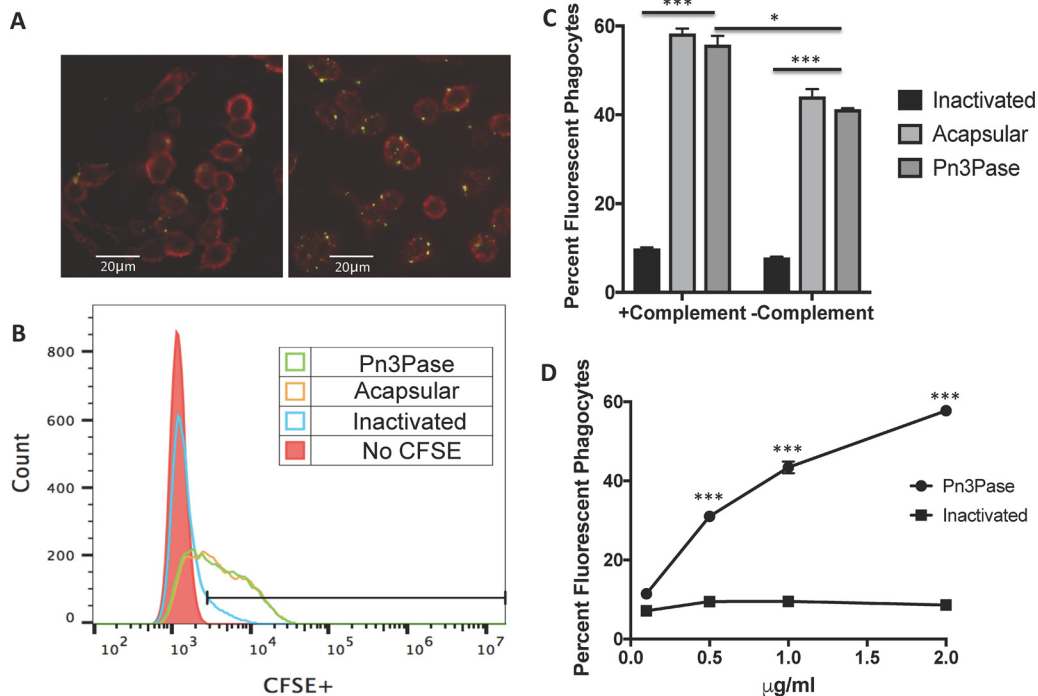 A
20μm
20μm
B
Count
800
600
400
200
0
10²
10³
10⁴
10⁵
10⁶
10⁷
CFSE+
Pn3Pase
Acapsular
Inactivated
No CFSE
C
Percent Fluorescent Phagocytes
60
40
20
0
***
*
***
+Complement -Complement
Inactivated
Acapsular
Pn3Pase
D
Percent Fluorescent Phagocytes
60
40
20
0
***
***
***
0.0 0.5 1.0 1.5 2.0
μg/ml
Pn3Pase
Inactivated